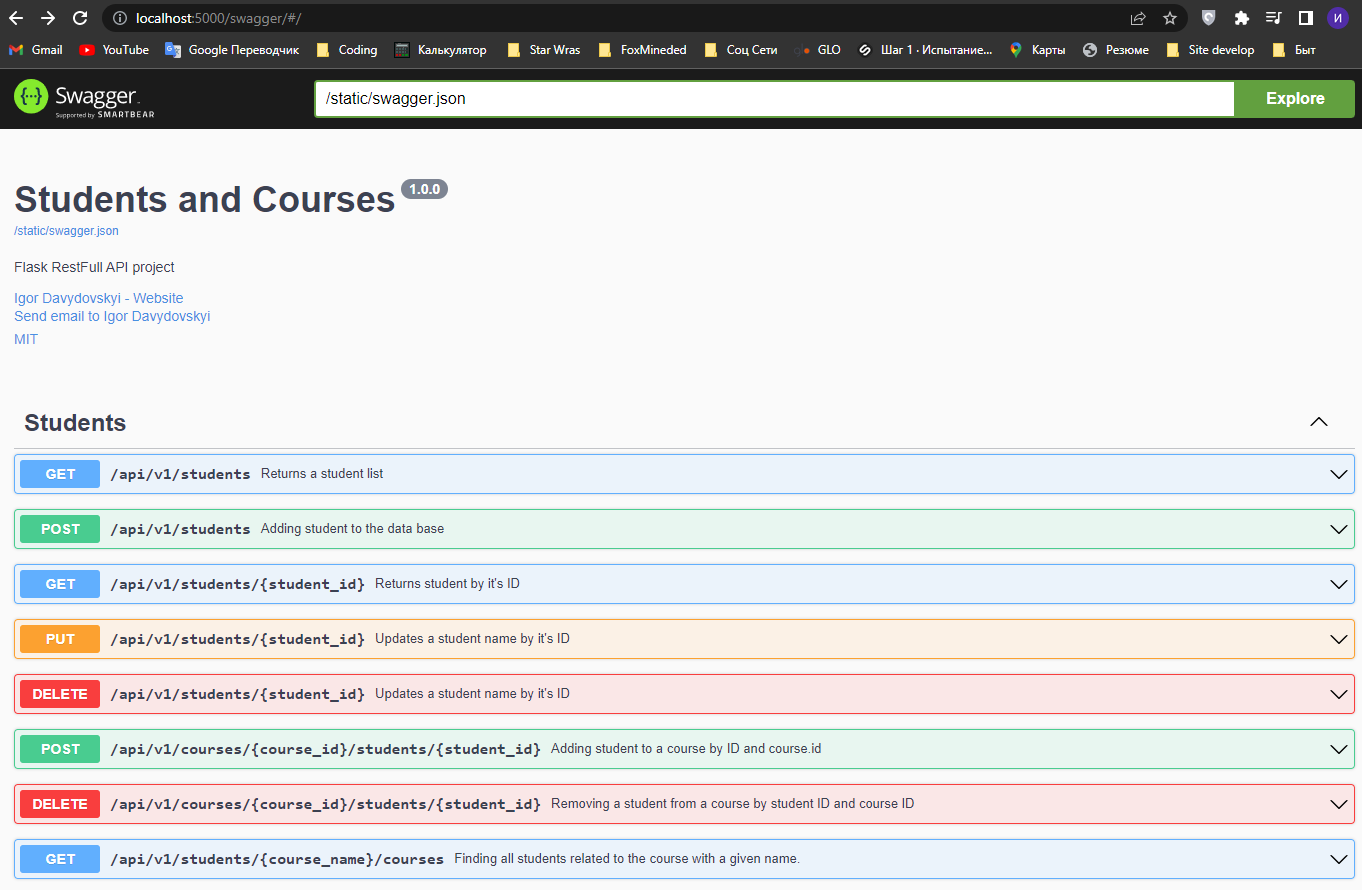 localhost:5000/swagger/#/
И
Gmail YouTube Google Переводчик Coding Калькулятор Star Wras FoxMineded Соц Сети GLO Шаг 1 · Испытание... Карты Резюме Site develop Быт
{···} Swagger.
Supported by SMARTBEAR
/static/swagger.json Explore
Students and Courses 1.0.0
/static/swagger.json
Flask RestFull API project
Igor Davydovskyi - Website
Send email to Igor Davydovskyi
MIT
Students
GET /api/v1/students Returns a student list
POST /api/v1/students Adding student to the data base
GET /api/v1/students/{student_id} Returns student by it's ID
PUT /api/v1/students/{student_id} Updates a student name by it's ID
DELETE /api/v1/students/{student_id} Updates a student name by it's ID
POST /api/v1/courses/{course_id}/students/{student_id} Adding student to a course by ID and course.id
DELETE /api/v1/courses/{course_id}/students/{student_id} Removing a student from a course by student ID and course ID
GET /api/v1/students/{course_name}/courses Finding all students related to the course with a given name.